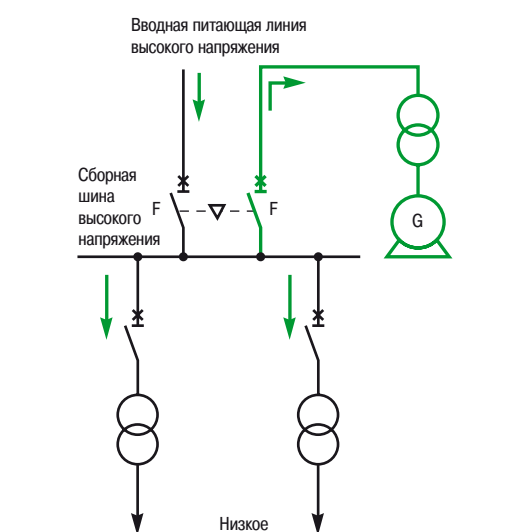 Вводная питающая линия
высокого напряжения
Сборная
шина
высокого
напряжения
F
F
G
Низкое